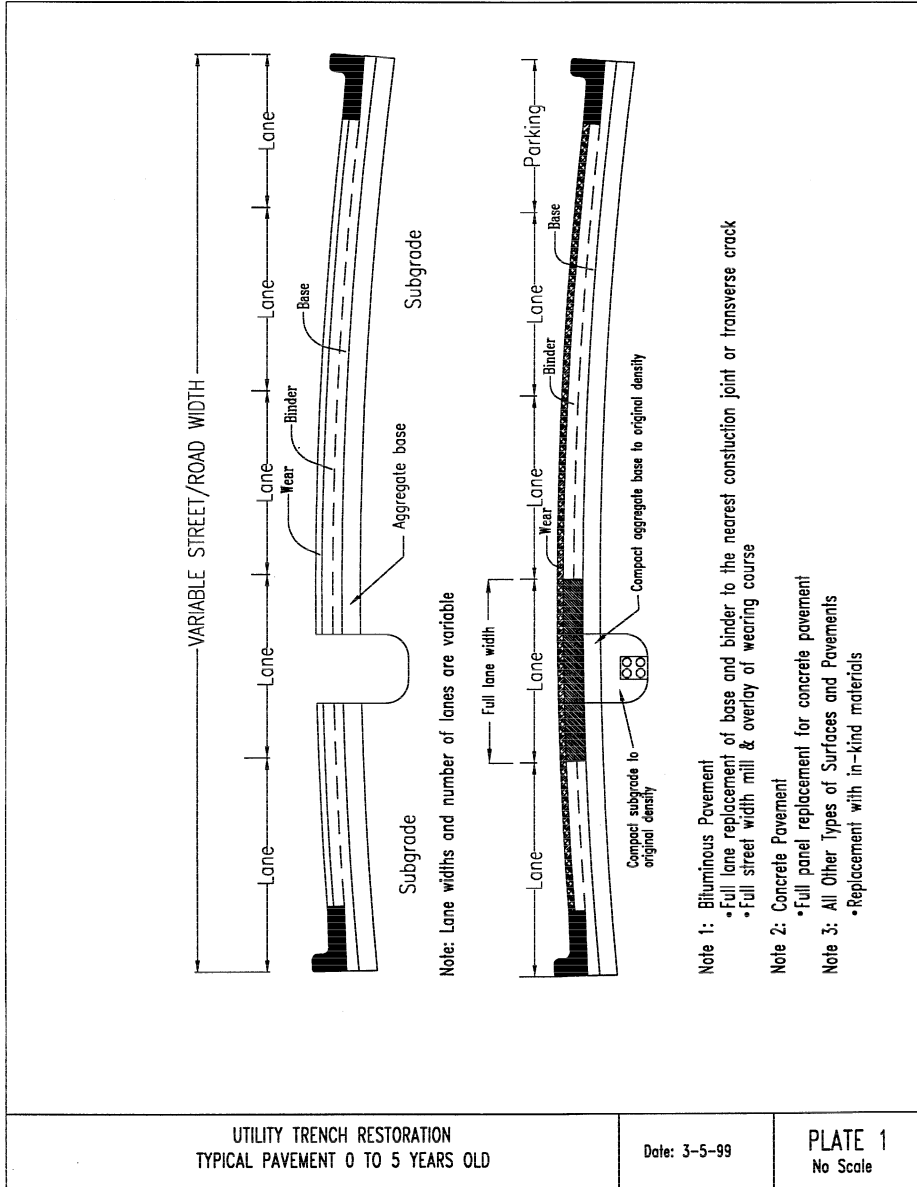 VARIABLE STREET/ROAD WIDTH
Lane
Lane
Lane
Lane
Lane
Wear
Binder
Base
Aggregate base
Subgrade
Subgrade
Note: Lane widths and number of lanes are variable
Full lane width
Lane
Lane
Lane
Lane
Parking
Wear
Binder
Base
Compact aggregate base to original density
Compact subgrade to
original density
Note 1: Bituminous Pavement
•Full lane replacement of base and binder to the nearest constuction joint or transverse crack
•Full street width mill & overlay of wearing course
Note 2: Concrete Pavement
•Full panel replacement for concrete pavement
Note 3: All Other Types of Surfaces and Pavements
•Replacement with in-kind materials
UTILITY TRENCH RESTORATION
TYPICAL PAVEMENT 0 TO 5 YEARS OLD
Date: 3-5-99
PLATE 1
No Scale